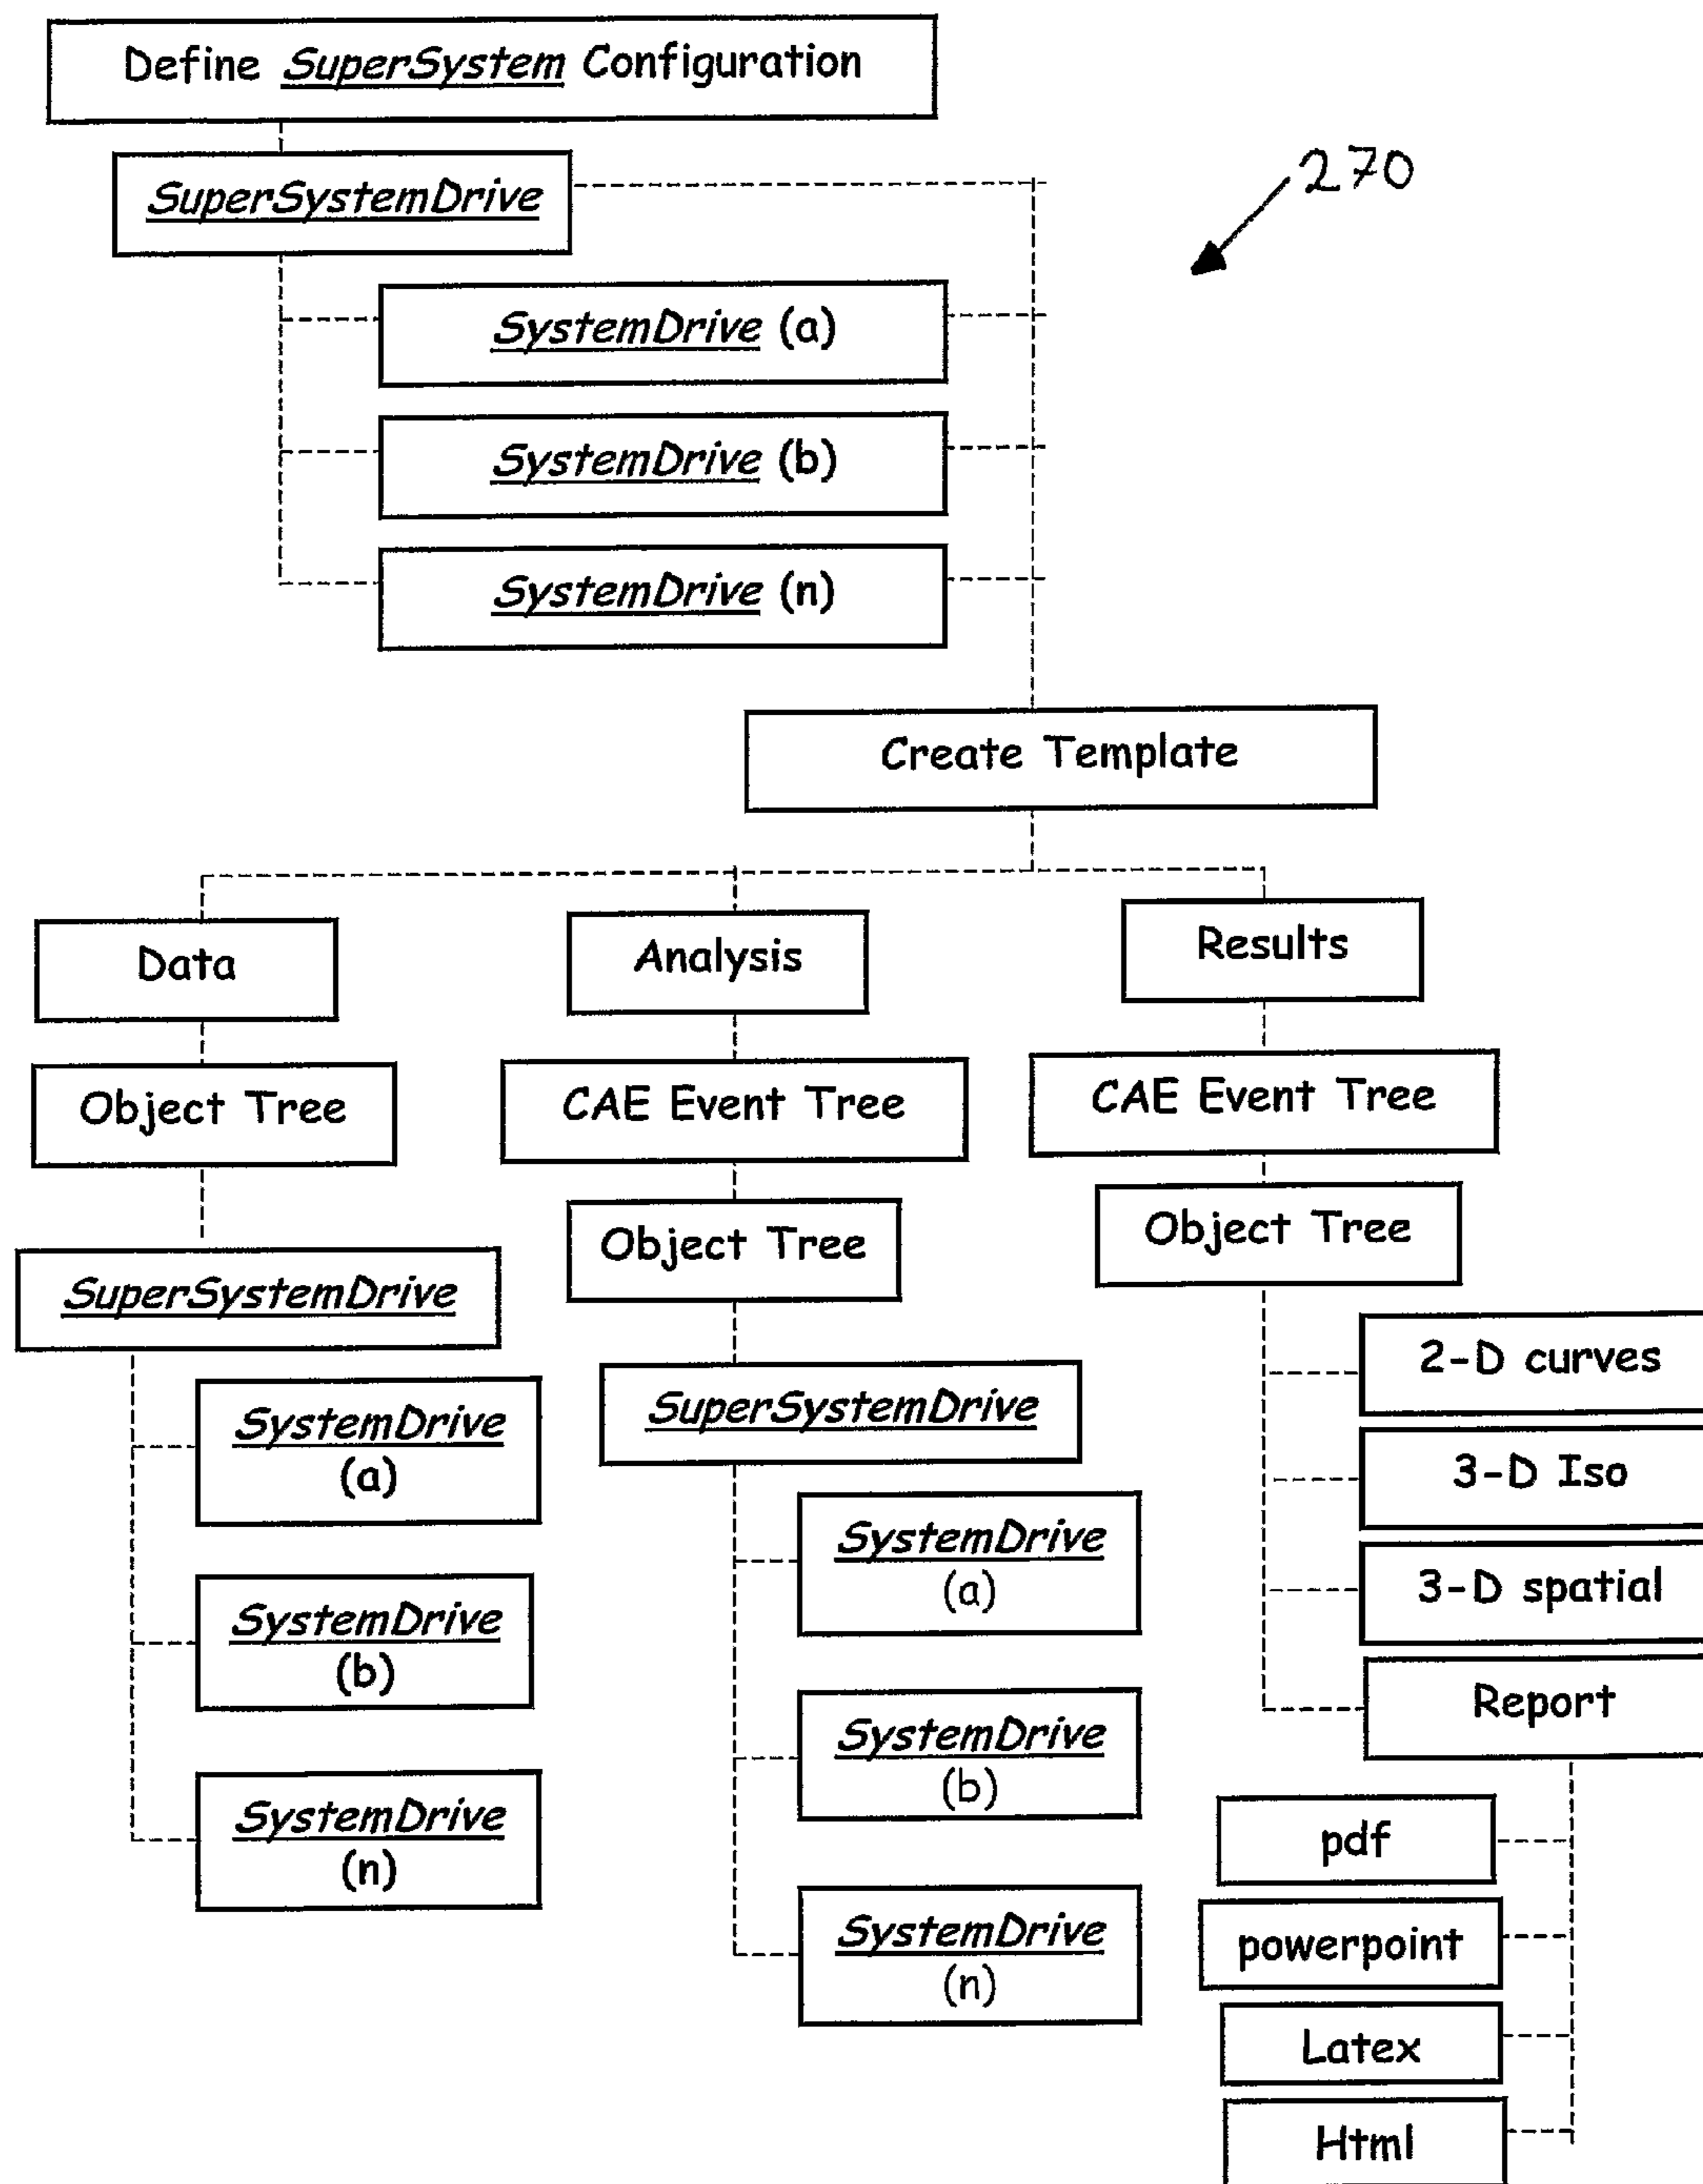 Define SuperSystem Configuration
SuperSystemDrive
270
SystemDrive (a)
SystemDrive (b)
SystemDrive (n)
Create Template
Data
Analysis
Results
Object Tree
CAE Event Tree
CAE Event Tree
Object Tree
Object Tree
SuperSystemDrive
SuperSystemDrive
SystemDrive
(a)
SystemDrive
(b)
SystemDrive
(n)
SystemDrive
(a)
SystemDrive
(b)
SystemDrive
(n)
2-D curves
3-D Iso
3-D spatial
Report
pdf
powerpoint
Latex
Html